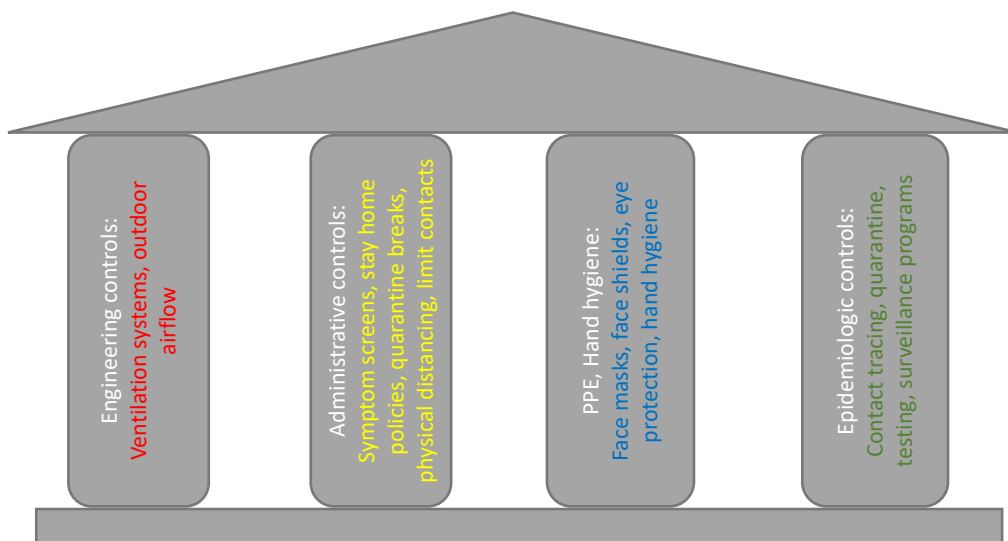 Engineering controls:
Ventilation systems, outdoor
airflow
Administrative controls:
Symptom screens, stay home
policies, quarantine breaks,
physical distancing, limit contacts
PPE, Hand hygiene:
Face masks, face shields, eye
protection, hand hygiene
Epidemiologic controls:
Contact tracing, quarantine,
testing, surveillance programs